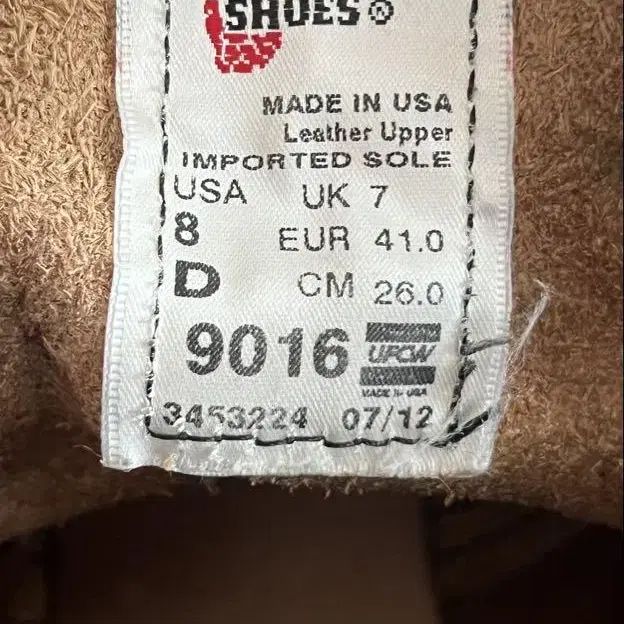 SHOES®
MADE IN USA
Leather Upper
IMPORTED SOLE
USA UK 7
8 EUR 41.0
D CM 26.0
9016 UFCW
MADE IN USA
3453224 07/12